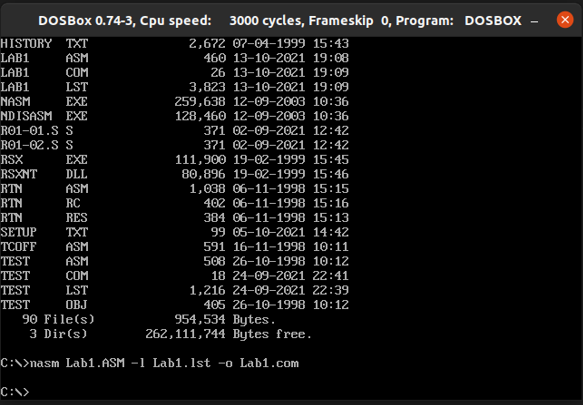 DOSBox 0.74-3, Cpu speed: 3000 cycles, Frameskip 0, Program: DOSBOX
HISTORY TXT 2,672 07-04-1999 15:43
LAB1 ASM 460 13-10-2021 19:08
LAB1 COM 26 13-10-2021 19:09
LAB1 LST 3,823 13-10-2021 19:09
NASM EXE 259,638 12-09-2003 10:36
NDISASM EXE 128,460 12-09-2003 10:36
R01-01.S S 371 02-09-2021 12:42
R01-02.S S 371 02-09-2021 12:42
RSX EXE 111,900 19-02-1999 15:45
RSXNT DLL 80,896 19-02-1999 15:46
RTN ASM 1,038 06-11-1998 15:15
RTN RC 402 06-11-1998 15:16
RTN RES 384 06-11-1998 15:13
SETUP TXT 99 05-10-2021 14:42
TCOFF ASM 591 16-11-1998 10:11
TEST ASM 508 26-10-1998 10:12
TEST COM 18 24-09-2021 22:41
TEST LST 1,216 24-09-2021 22:39
TEST OBJ 405 26-10-1998 10:12
90 File(s) 954,534 Bytes.
3 Dir(s) 262,111,744 Bytes free.
C:\>nasm Lab1.ASM -l Lab1.lst -o Lab1.com
C:\>